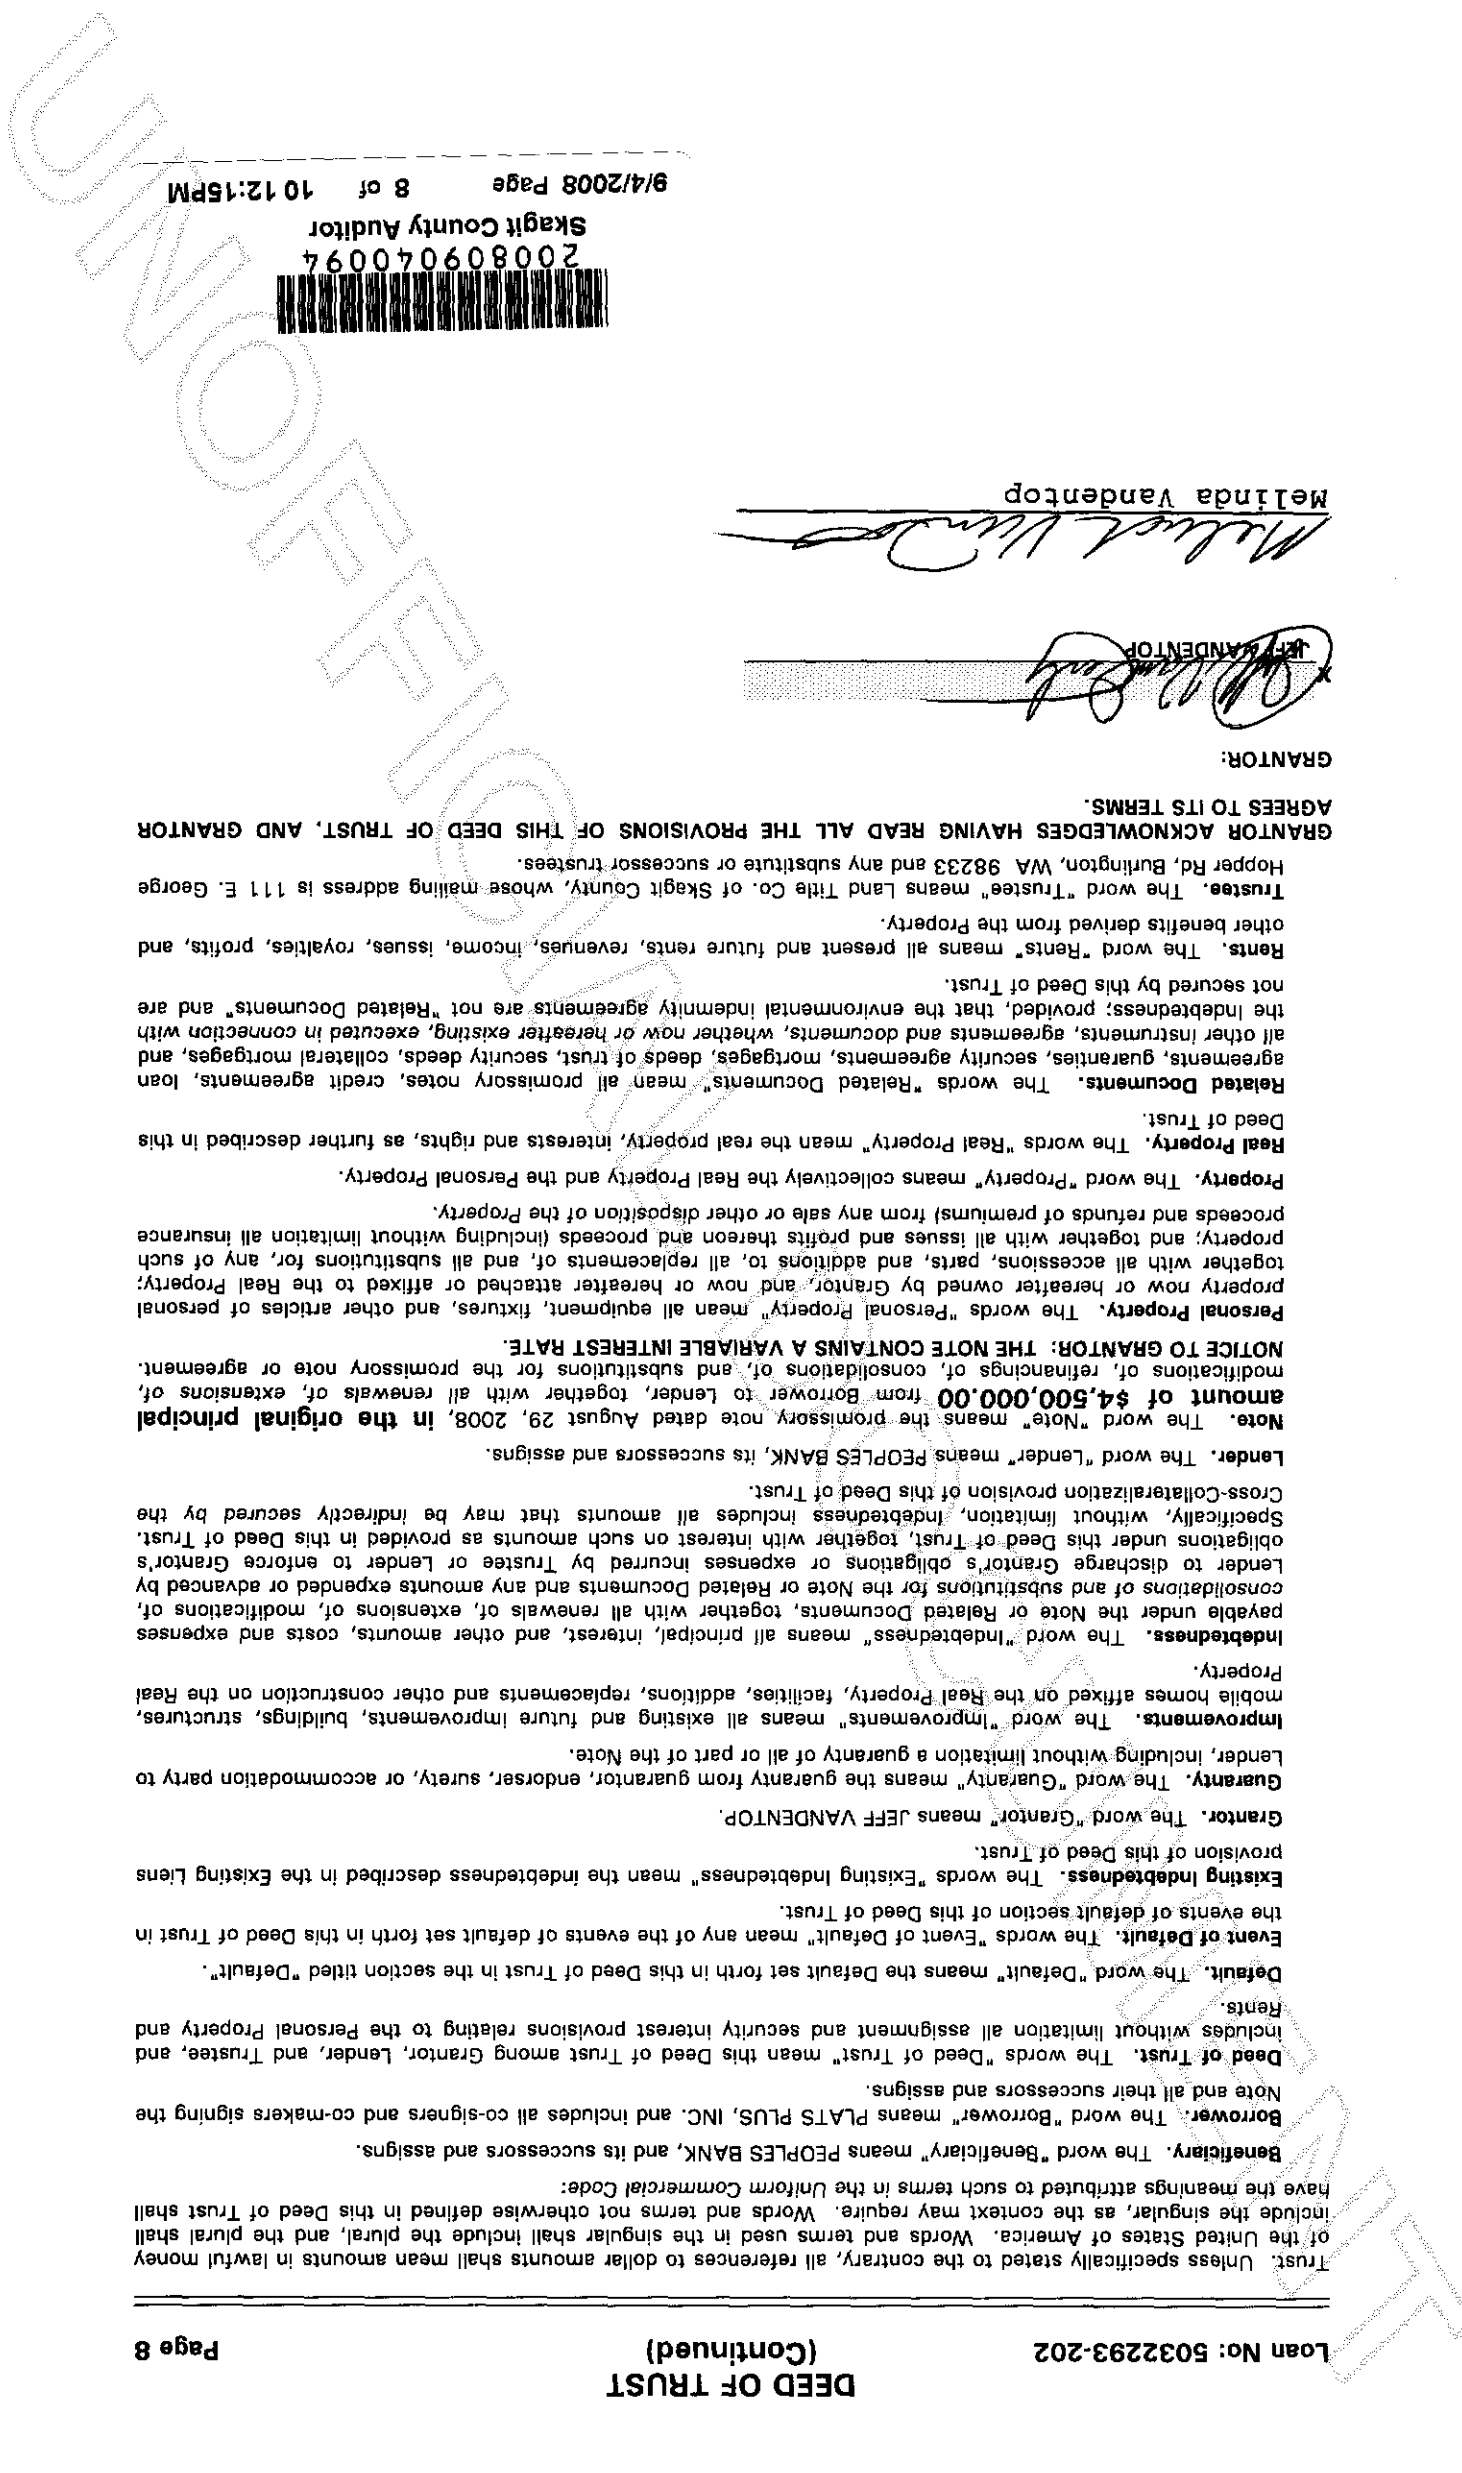 DEED OF TRUST
Loan No: 5032293-202 (Continued) Page 8
Trust. Unless specifically stated to the contrary, all references to dollar amounts shall mean amounts in lawful money
of the United States of America. Words and terms used in the singular shall include the plural, and the plural shall
include the singular, as the context may require. Words and terms not otherwise defined in this Deed of Trust shall
have the meanings attributed to such terms in the Uniform Commercial Code:
Beneficiary. The word "Beneficiary" means PEOPLES BANK, and its successors and assigns.
Borrower. The word "Borrower" means PLATS PLUS, INC. and includes all co-signers and co-makers signing the
Note and all their successors and assigns.
Deed of Trust. The words "Deed of Trust" mean this Deed of Trust among Grantor, Lender, and Trustee, and
includes without limitation all assignment and security interest provisions relating to the Personal Property and
Rents.
Default. The word "Default" means the Default set forth in this Deed of Trust in the section titled "Default".
Event of Default. The words "Event of Default" mean any of the events of default set forth in this Deed of Trust in
the events of default section of this Deed of Trust.
Existing Indebtedness. The words "Existing Indebtedness" mean the indebtedness described in the Existing Liens
provision of this Deed of Trust.
Grantor. The word "Grantor" means JEFF VANDENTOP.
Guaranty. The word "Guaranty" means the guaranty from guarantor, endorser, surety, or accommodation party to
Lender, including without limitation a guaranty of all or part of the Note.
Improvements. The word "Improvements" means all existing and future improvements, buildings, structures,
mobile homes affixed on the Real Property, facilities, additions, replacements and other construction on the Real
Property.
Indebtedness. The word "Indebtedness" means all principal, interest, and other amounts, costs and expenses
payable under the Note or Related Documents, together with all renewals of, extensions of, modifications of,
consolidations of and substitutions for the Note or Related Documents and any amounts expended or advanced by
Lender to discharge Grantor's obligations or expenses incurred by Trustee or Lender to enforce Grantor's
obligations under this Deed of Trust, together with interest on such amounts as provided in this Deed of Trust.
Specifically, without limitation, Indebtedness includes all amounts that may be indirectly secured by the
Cross-Collateralization provision of this Deed of Trust.
Lender. The word "Lender" means PEOPLES BANK, its successors and assigns.
Note. The word "Note" means the promissory note dated August 29, 2008, in the original principal
amount of $4,500,000.00 from Borrower to Lender, together with all renewals of, extensions of,
modifications of, refinancings of, consolidations of, and substitutions for the promissory note or agreement.
NOTICE TO GRANTOR: THE NOTE CONTAINS A VARIABLE INTEREST RATE.
Personal Property. The words "Personal Property" mean all equipment, fixtures, and other articles of personal
property now or hereafter owned by Grantor, and now or hereafter attached or affixed to the Real Property;
together with all accessions, parts, and additions to, all replacements of, and all substitutions for, any of such
property; and together with all issues and profits thereon and proceeds (including without limitation all insurance
proceeds and refunds of premiums) from any sale or other disposition of the Property.
Property. The word "Property" means collectively the Real Property and the Personal Property.
Real Property. The words "Real Property" mean the real property, interests and rights, as further described in this
Deed of Trust.
Related Documents. The words "Related Documents" mean all promissory notes, credit agreements, loan
agreements, guaranties, security agreements, mortgages, deeds of trust, security deeds, collateral mortgages, and
all other instruments, agreements and documents, whether now or hereafter existing, executed in connection with
the Indebtedness; provided, that the environmental indemnity agreements are not "Related Documents" and are
not secured by this Deed of Trust.
Rents. The word "Rents" means all present and future rents, revenues, income, issues, royalties, profits, and
other benefits derived from the Property.
Trustee. The word "Trustee" means Land Title Co. of Skagit County, whose mailing address is 111 E. George
Hopper Rd, Burlington, WA 98233 and any substitute or successor trustees.
GRANTOR ACKNOWLEDGES HAVING READ ALL THE PROVISIONS OF THIS DEED OF TRUST, AND GRANTOR
AGREES TO ITS TERMS.
GRANTOR:
X
JEFF VANDENTOP
Melinda Vandentop
200809040094
Skagit County Auditor
9/4/2008 Page 8 of 10 12:15PM
UNOFFICIAL DOCUMENT